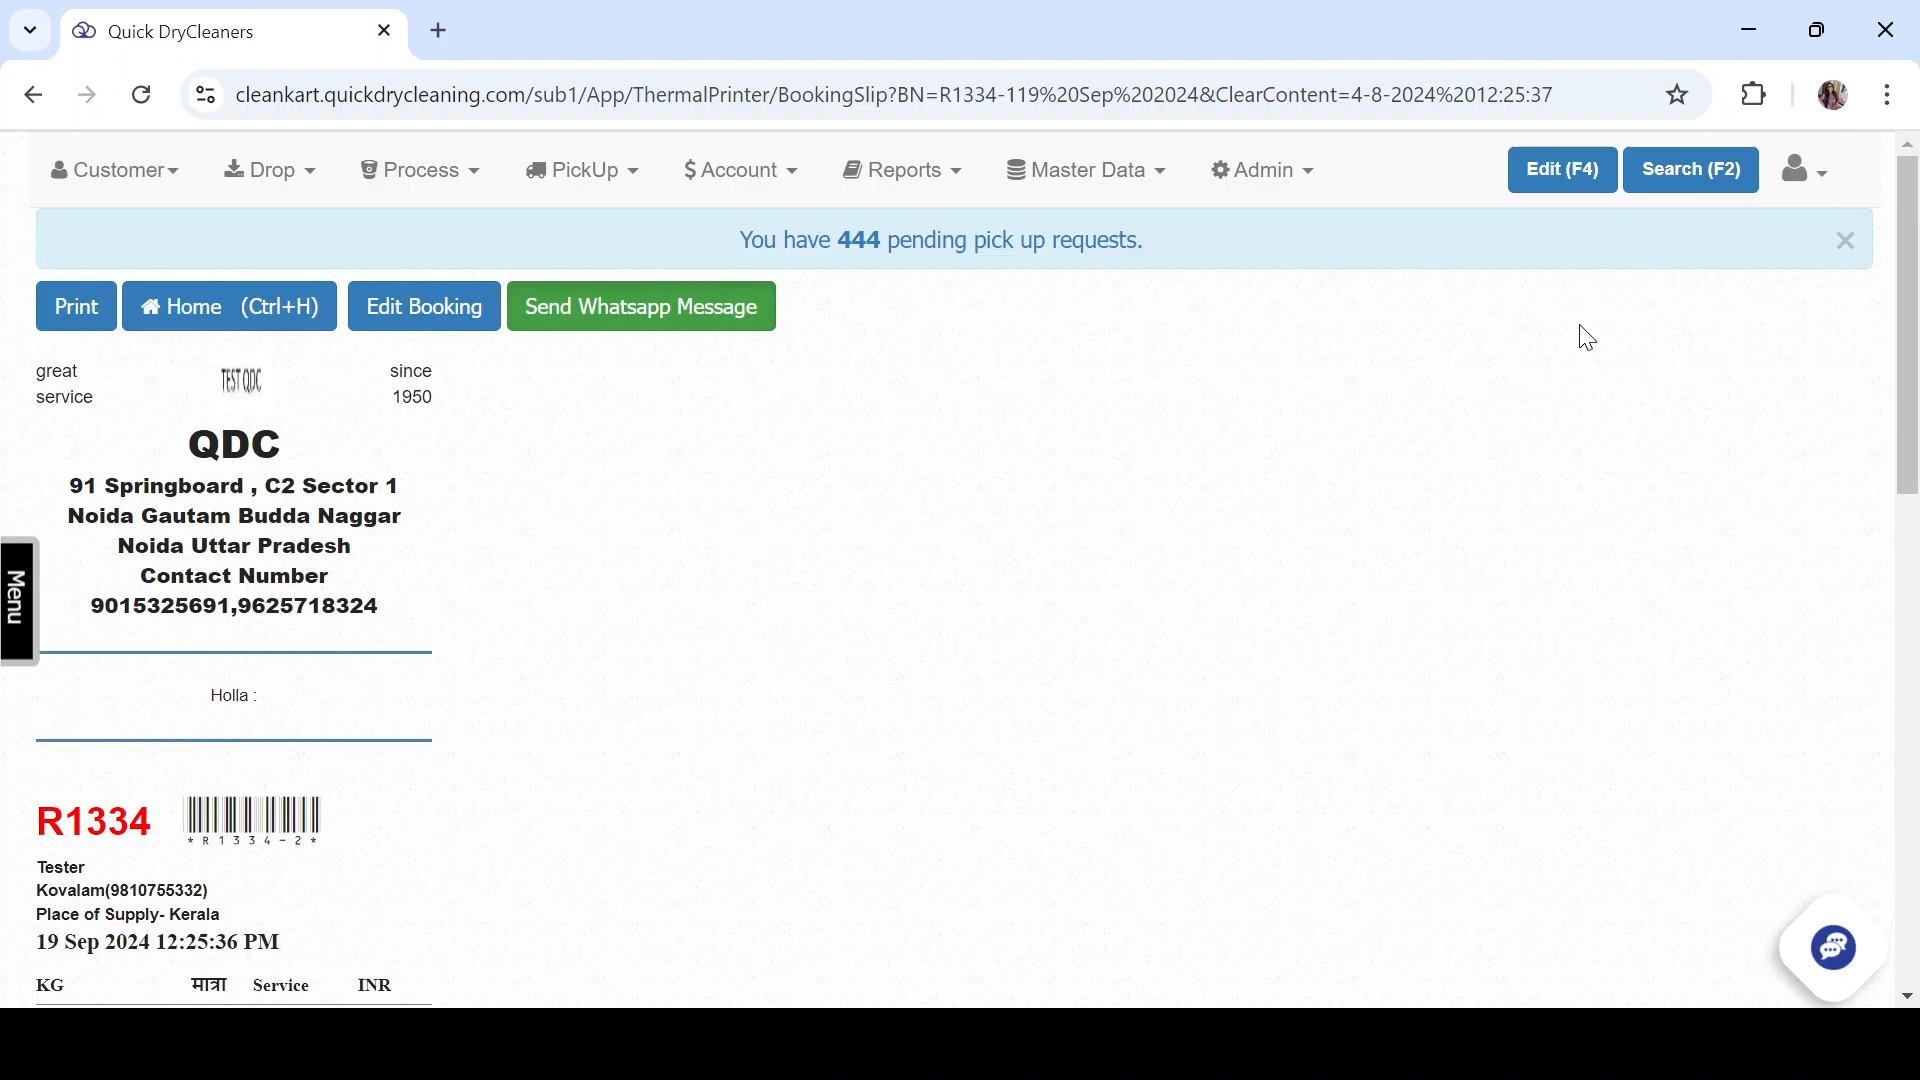 Quick DryCleaners
cleankart.quickdrycleaning.com/sub1/App/ThermalPrinter/BookingSlip?BN=R1334-119%20Sep%202024&ClearContent=4-8-2024%2012:25:37
Customer Drop Process PickUp $ Account Reports Master Data Admin Edit (F4) Search (F2)
You have 444 pending pick up requests.
Print Home (Ctrl+H) Edit Booking Send Whatsapp Message
great TEST QDC since
service 1950
QDC
91 Springboard , C2 Sector 1
Noida Gautam Budda Naggar
Noida Uttar Pradesh
Contact Number
9015325691,9625718324
Menu
Holla :
R1334
*R1334-2*
Tester
Kovalam(9810755332)
Place of Supply- Kerala
19 Sep 2024 12:25:36 PM
KG मात्रा Service INR